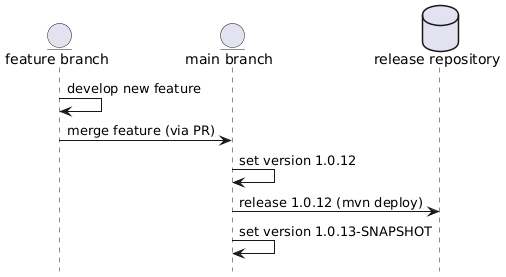 feature branch
main branch
release repository
develop new feature
merge feature (via PR)
set version 1.0.12
release 1.0.12 (mvn deploy)
set version 1.0.13-SNAPSHOT